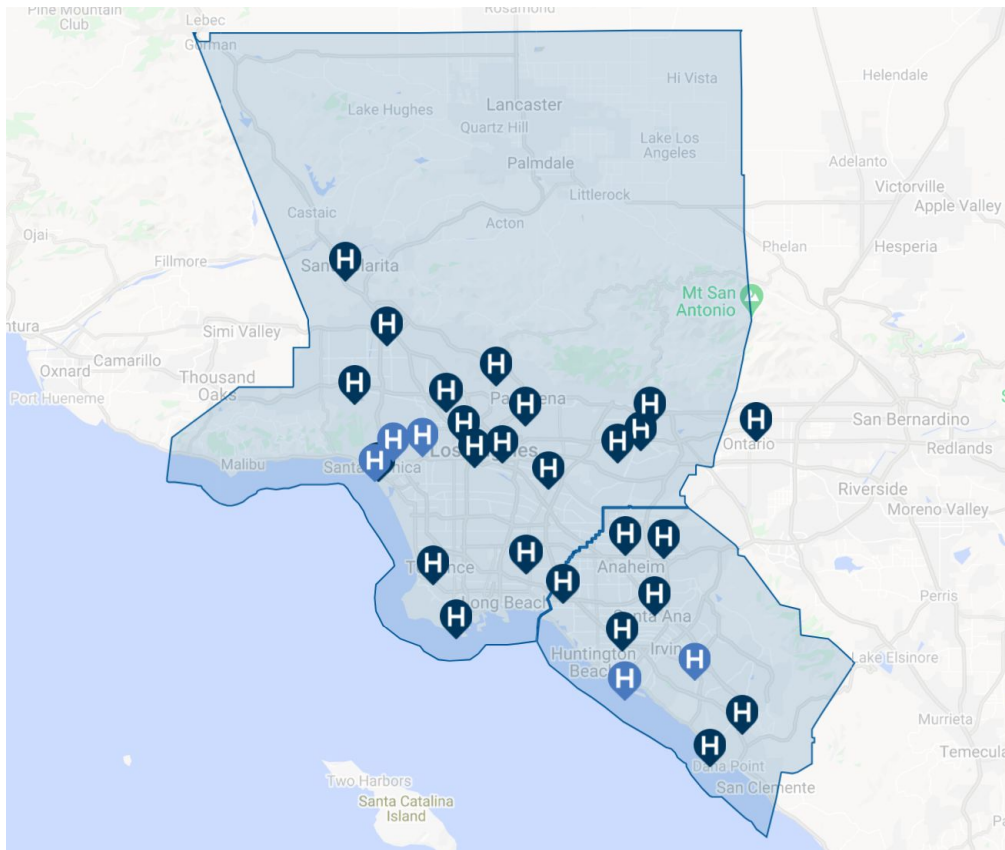 Pine Mountain
Club
Lebec
Gorman
Rosamond
Hi Vista
Helendale
Lake Hughes
Lancaster
Quartz Hill
Lake Los
Angeles
Palmdale
Adelanto
Littlerock
Victorville
Apple Valley
Castaic
Acton
Ojai
Phelan
Hesperia
Fillmore
H
Mt San
Antonio
H
Simi Valley
Camarillo
Oxnard
Thousand
Oaks
Port Hueneme
H
H
H
H
H
H
H
San Bernardino
Ontario
Redlands
H
H
H
H
H
H
H
H
Malibu
H
H
Riverside
Moreno Valley
H
H
Anaheim
H
H
Perris
H
Long Beach
H
H
H
Huntington
Beach
Lake Elsinore
H
H
Murrieta
H
Temecula
H
Dana Point
San Clemente
Two Harbors
Santa Catalina
Island